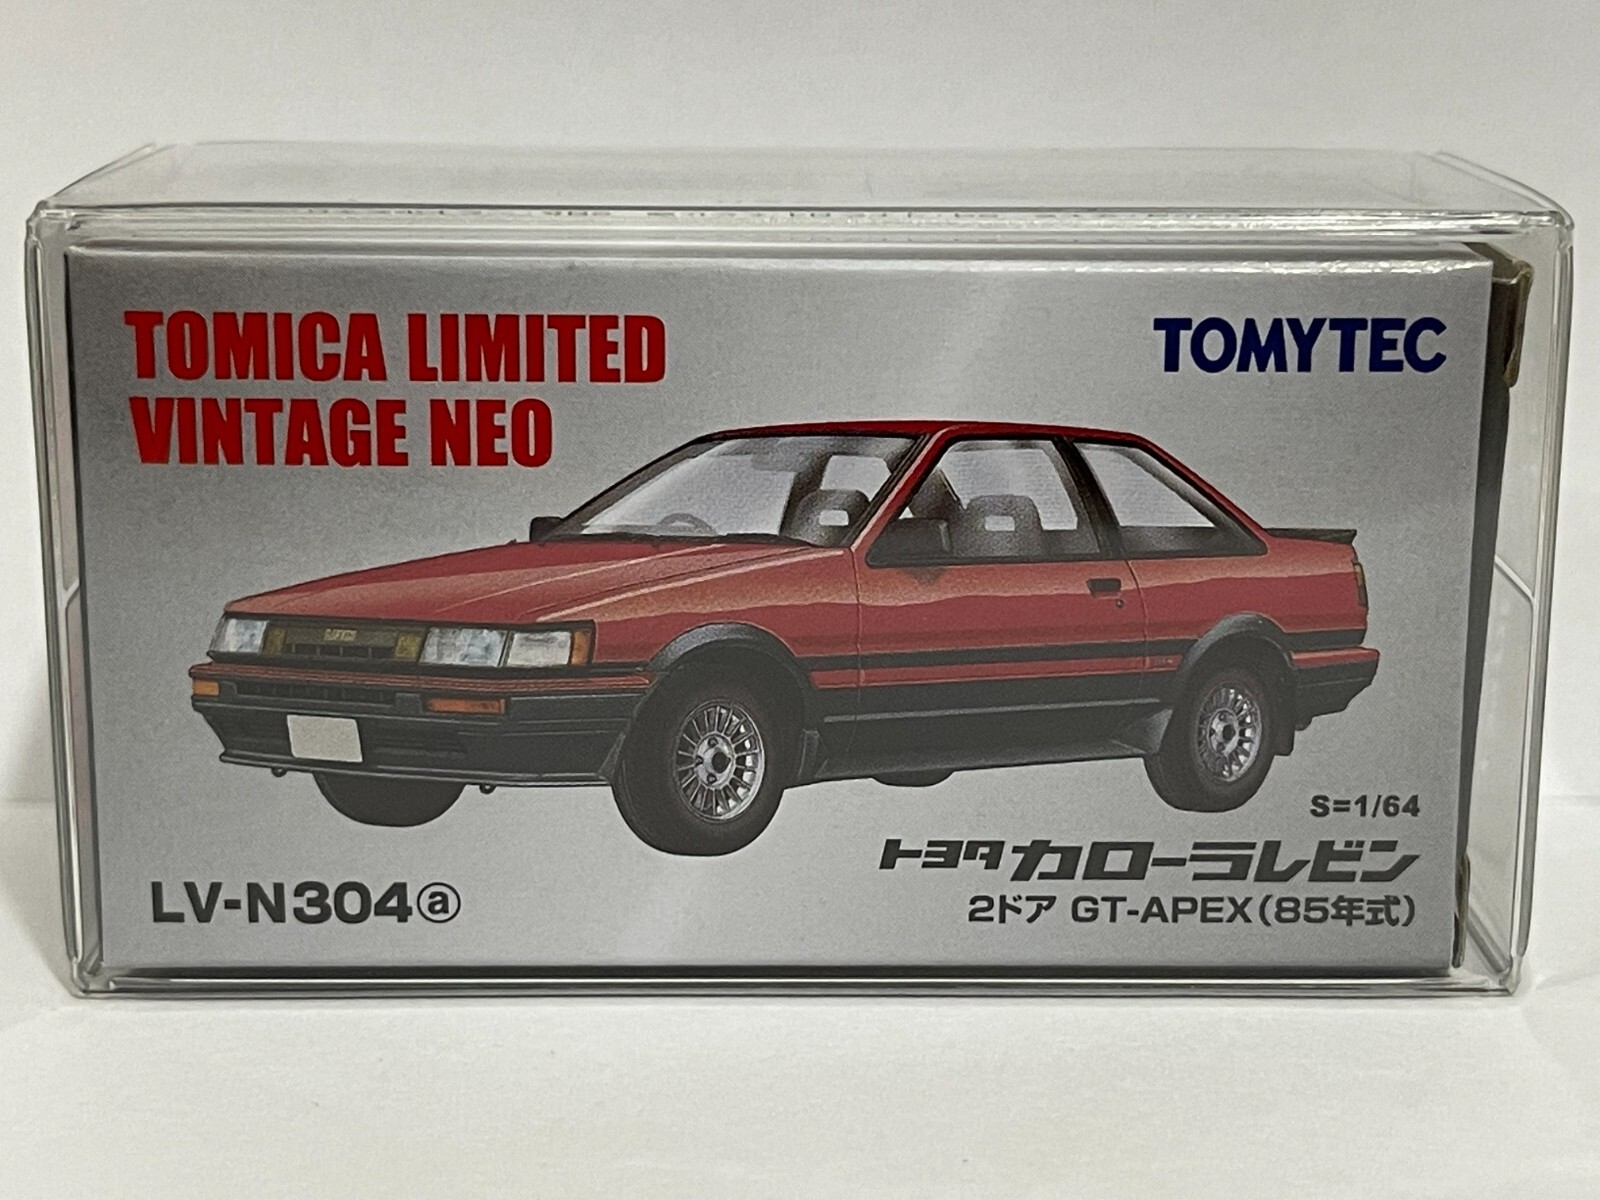 TOMICA LIMITED
VINTAGE NEO
TOMYTEC
S=1/64
トヨタ カローラレビン
2ドア GT-APEX(85年式)
LV-N304ⓐ